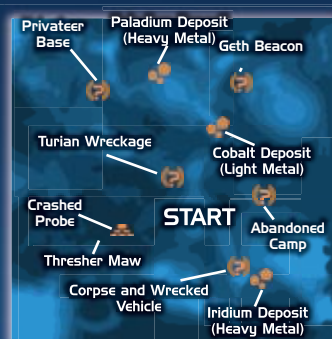 Privateer
Base
Paladium Deposit
(Heavy Metal)
Geth Beacon
Turian Wreckage
Cobalt Deposit
(Light Metal)
Crashed
Probe
START
Abandoned
Camp
Thresher Maw
Corpse and Wrecked
Vehicle
Iridium Deposit
(Heavy Metal)